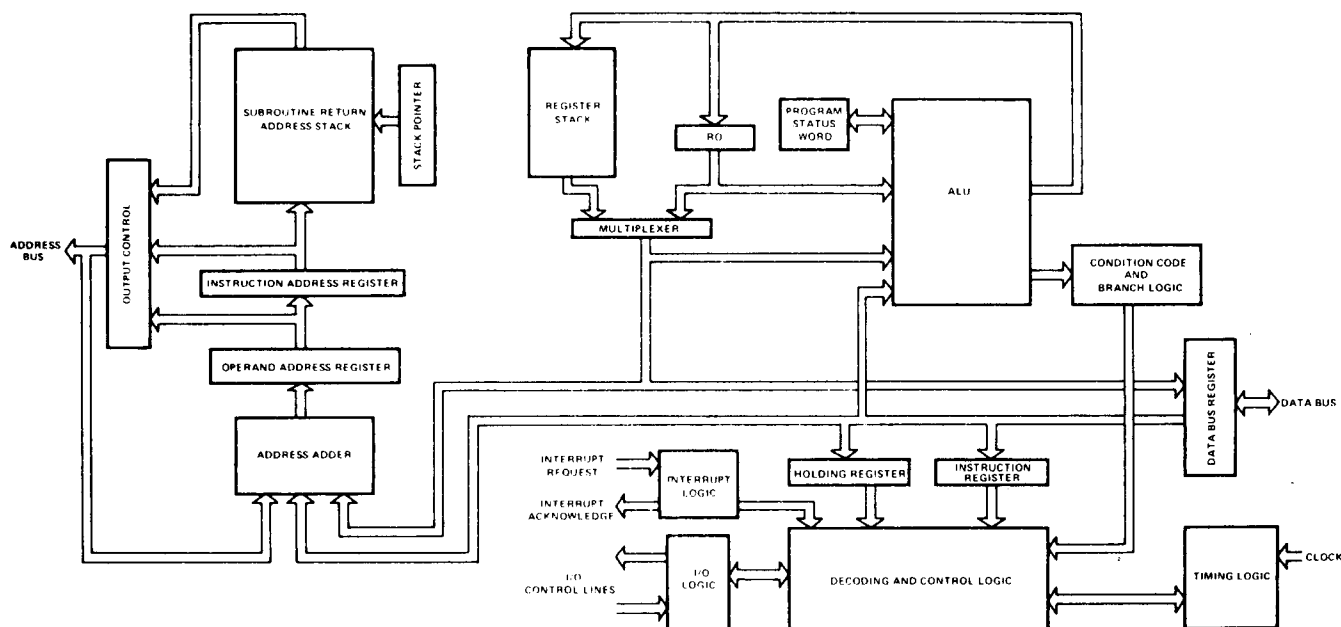 SUBROUTINE RETURN
ADDRESS STACK
STACK POINTER
OUTPUT CONTROL
ADDRESS
BUS
INSTRUCTION ADDRESS REGISTER
OPERAND ADDRESS REGISTER
ADDRESS ADDER
REGISTER
STACK
RO
MULTIPLEXER
PROGRAM
STATUS
WORD
ALU
CONDITION CODE
AND
BRANCH LOGIC
DATA BUS REGISTER
DATA BUS
INTERRUPT
REQUEST
INTERRUPT
ACKNOWLEDGE
INTERRUPT
LOGIC
HOLDING REGISTER
INSTRUCTION
REGISTER
I/O
CONTROL LINES
I/O
LOGIC
DECODING AND CONTROL LOGIC
TIMING LOGIC
CLOCK